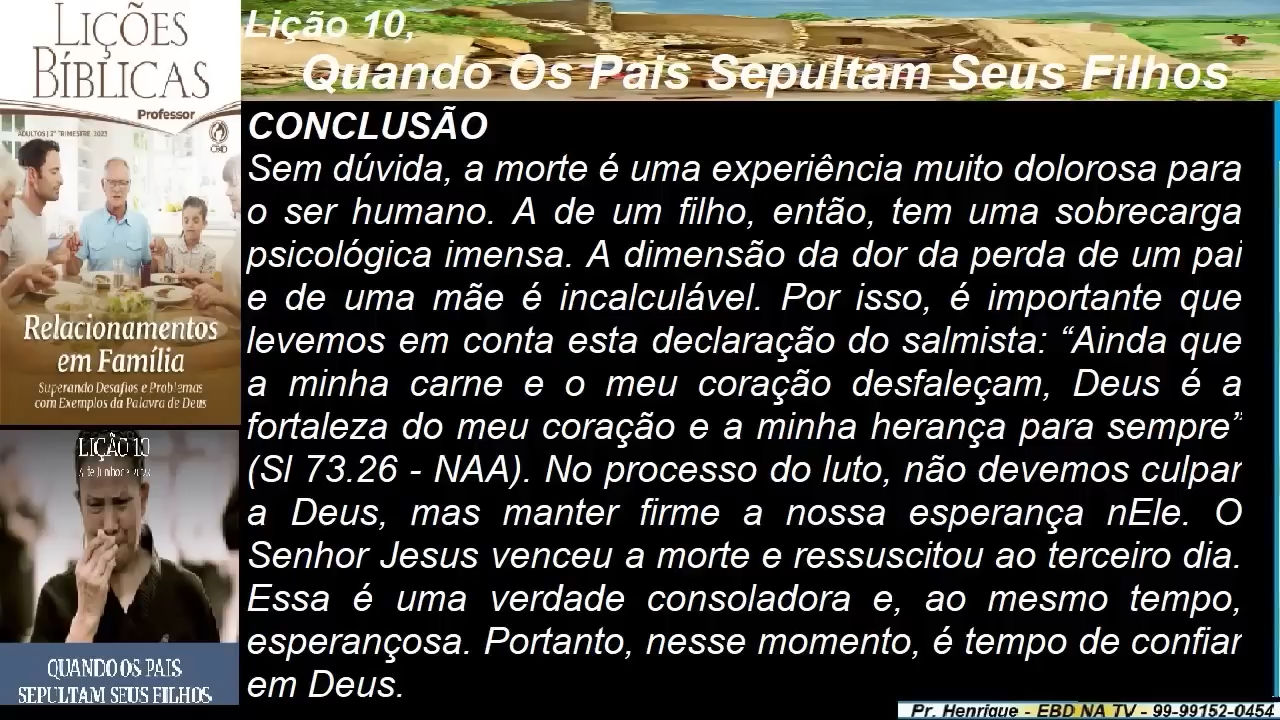 LIÇÕES
BÍBLICAS
Professor
ADULTOS | 2º TRIMESTRE 2023
CPAD
Relacionamentos
em Família
Superando Desafios e Problemas
com Exemplos da Palavra de Deus
LIÇÃO 10
QUANDO OS PAIS
SEPULTAM SEUS FILHOS
Lição 10,
Quando Os Pais Sepultam Seus Filhos
CONCLUSÃO
Sem dúvida, a morte é uma experiência muito dolorosa para
o ser humano. A de um filho, então, tem uma sobrecarga
psicológica imensa. A dimensão da dor da perda de um pai
e de uma mãe é incalculável. Por isso, é importante que
levemos em conta esta declaração do salmista: “Ainda que
a minha carne e o meu coração desfaleçam, Deus é a
fortaleza do meu coração e a minha herança para sempre”
(Sl 73.26 - NAA). No processo do luto, não devemos culpar
a Deus, mas manter firme a nossa esperança nEle. O
Senhor Jesus venceu a morte e ressuscitou ao terceiro dia.
Essa é uma verdade consoladora e, ao mesmo tempo,
esperançosa. Portanto, nesse momento, é tempo de confiar
em Deus.
Pr. Henrique - EBD NA TV - 99-99152-0454